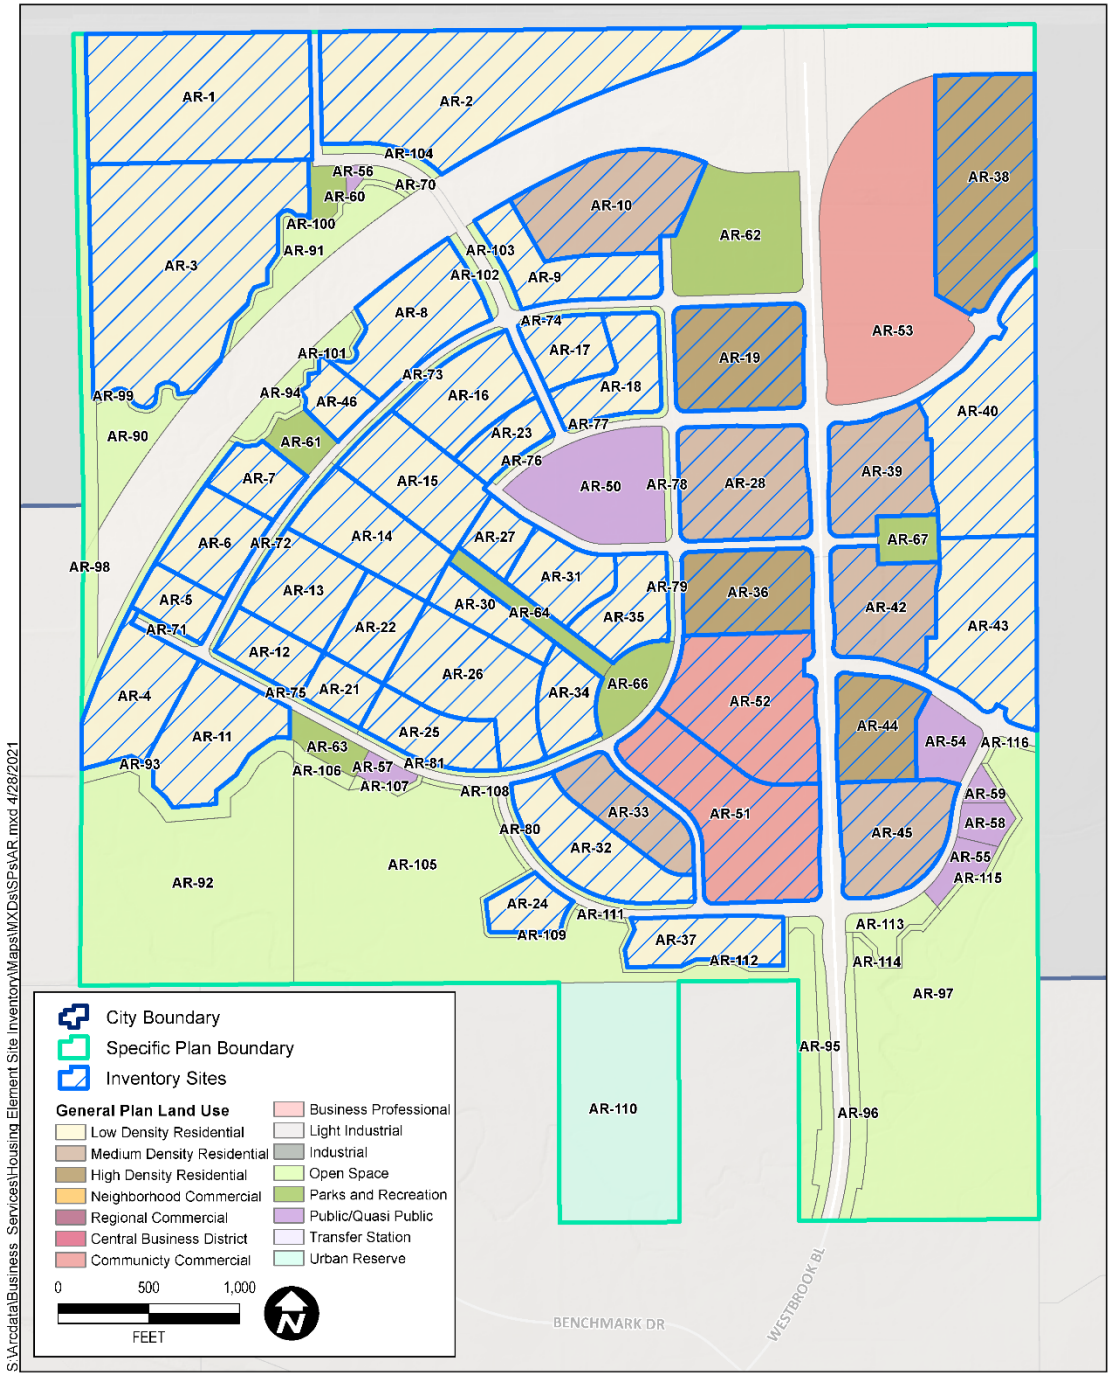 AR-1
AR-2
AR-104
AR-56
AR-70
AR-60
AR-38
AR-10
AR-100
AR-62
AR-91
AR-103
AR-3
AR-102
AR-9
AR-8
AR-74
AR-53
AR-101
AR-17
AR-19
AR-73
AR-18
AR-99
AR-94
AR-46
AR-16
AR-40
AR-77
AR-90
AR-61
AR-23
AR-76
AR-39
AR-7
AR-15
AR-50
AR-78
AR-28
AR-6
AR-72
AR-14
AR-27
AR-67
AR-98
AR-31
AR-79
AR-13
AR-36
AR-5
AR-30
AR-64
AR-35
AR-42
AR-71
AR-22
AR-43
AR-12
AR-26
AR-66
AR-4
AR-75
AR-21
AR-34
AR-52
AR-44
AR-11
AR-25
AR-54
AR-116
AR-63
AR-93
AR-106
AR-57
AR-81
AR-107
AR-108
AR-59
AR-33
AR-51
AR-58
AR-80
AR-45
AR-32
AR-55
AR-105
AR-115
AR-92
AR-24
AR-111
AR-113
AR-109
AR-37
AR-112
AR-114
AR-97
AR-95
AR-110
AR-96
City Boundary
Specific Plan Boundary
Inventory Sites
General Plan Land Use
Low Density Residential
Medium Density Residential
High Density Residential
Neighborhood Commercial
Regional Commercial
Central Business District
Communicty Commercial
Business Professional
Light Industrial
Industrial
Open Space
Parks and Recreation
Public/Quasi Public
Transfer Station
Urban Reserve
0 500 1,000
FEET
N
BENCHMARK DR
WESTBROOK BL
S:\Arcdata\Business_Services\Housing Element Site Inventory\Maps\MXDs\SPs\AR.mxd 4/28/2021